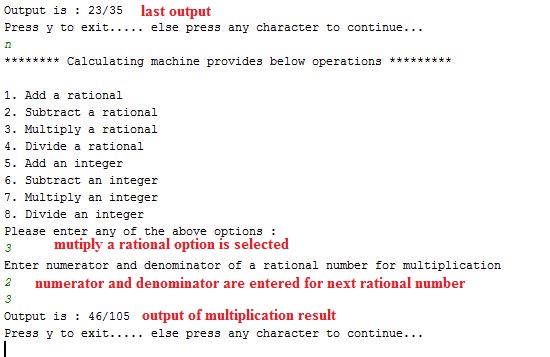 Output is : 23/35 last output
Press y to exit..... else press any character to continue...
n
******** Calculating machine provides below operations *********
1. Add a rational
2. Subtract a rational
3. Multiply a rational
4. Divide a rational
5. Add an integer
6. Subtract an integer
7. Multiply an integer
8. Divide an integer
Please enter any of the above options :
3 mutiply a rational option is selected
Enter numerator and denominator of a rational number for multiplication
2 numerator and denominator are entered for next rational number
3
Output is : 46/105 output of multiplication result
Press y to exit..... else press any character to continue...